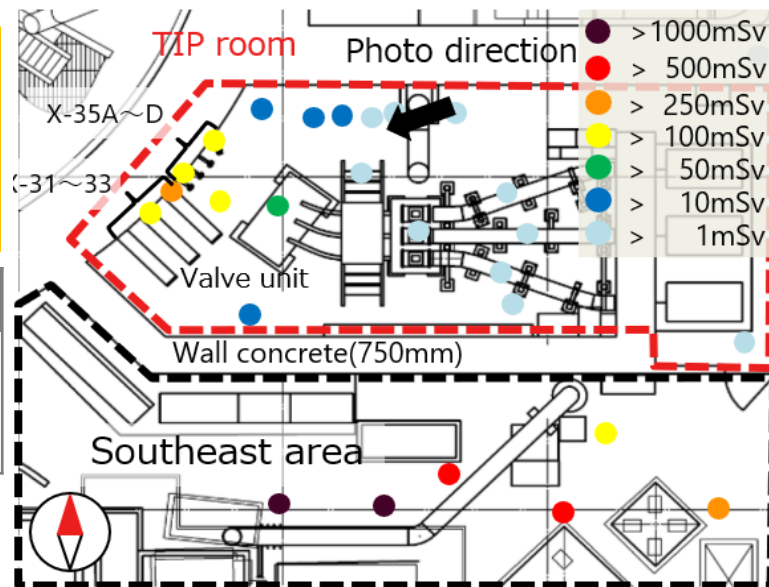 TIP room
Photo direction
> 1000mSv
> 500mSv
> 250mSv
> 100mSv
> 50mSv
> 10mSv
> 1mSv
X-35A～D
X-31～33
Valve unit
Wall concrete(750mm)
Southeast area